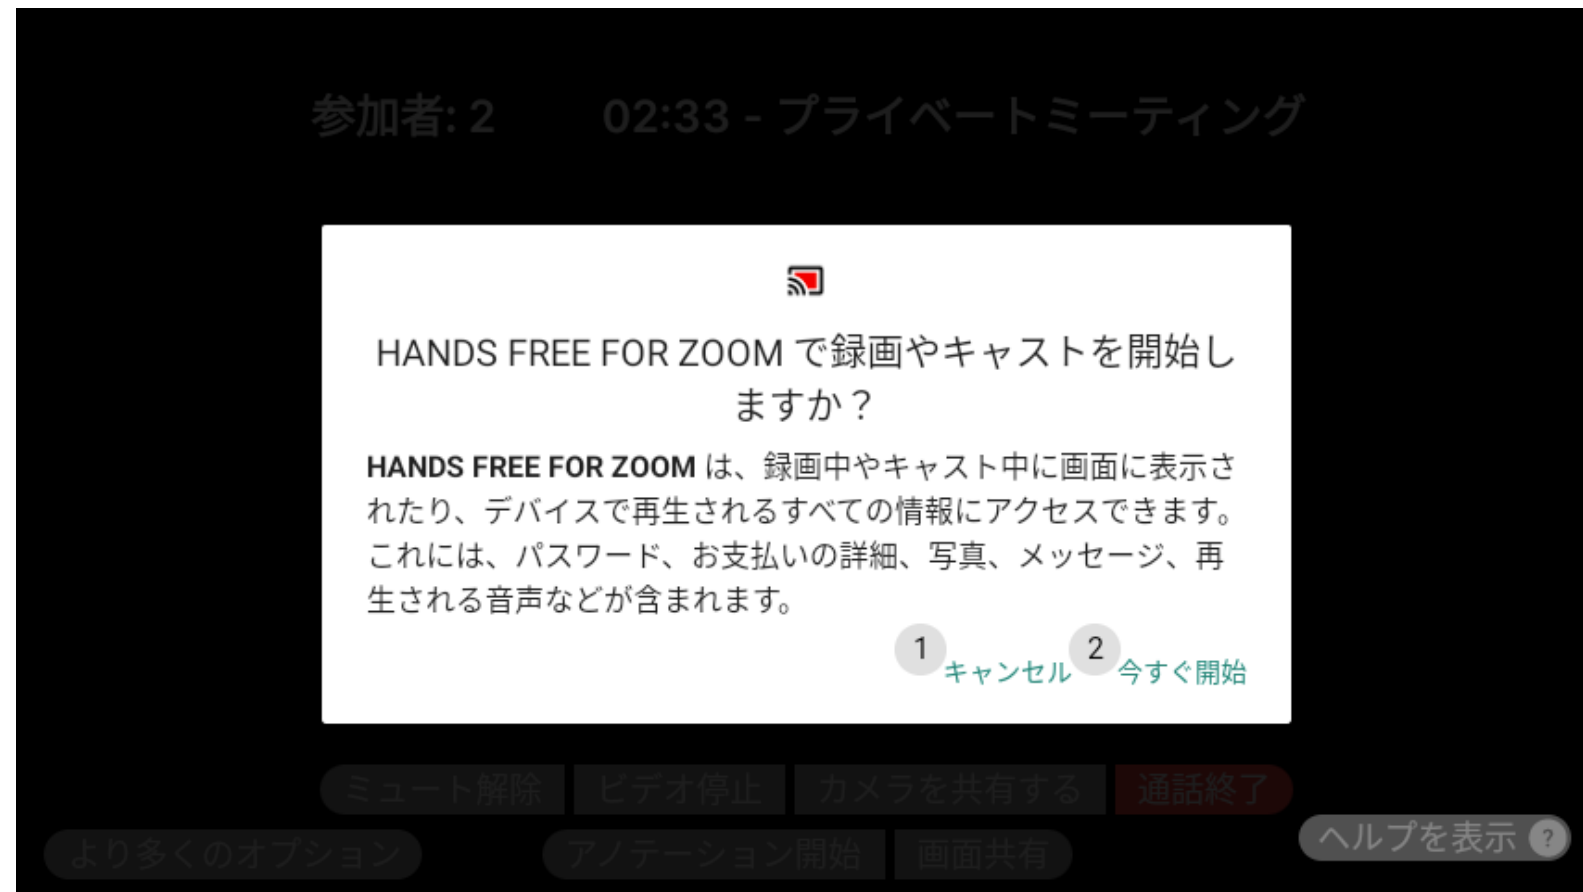 参加者: 2 02:33 - プライベートミーティング
HANDS FREE FOR ZOOM で録画やキャストを開始し
ますか？
HANDS FREE FOR ZOOM は、録画中やキャスト中に画面に表示さ
れたり、デバイスで再生されるすべての情報にアクセスできます。
これには、パスワード、お支払いの詳細、写真、メッセージ、再
生される音声などが含まれます。
1 キャンセル 2 今すぐ開始
ミュート解除 ビデオ停止 カメラを共有する 通話終了
ヘルプを表示 ?
より多くのオプション アノテーション開始 画面共有